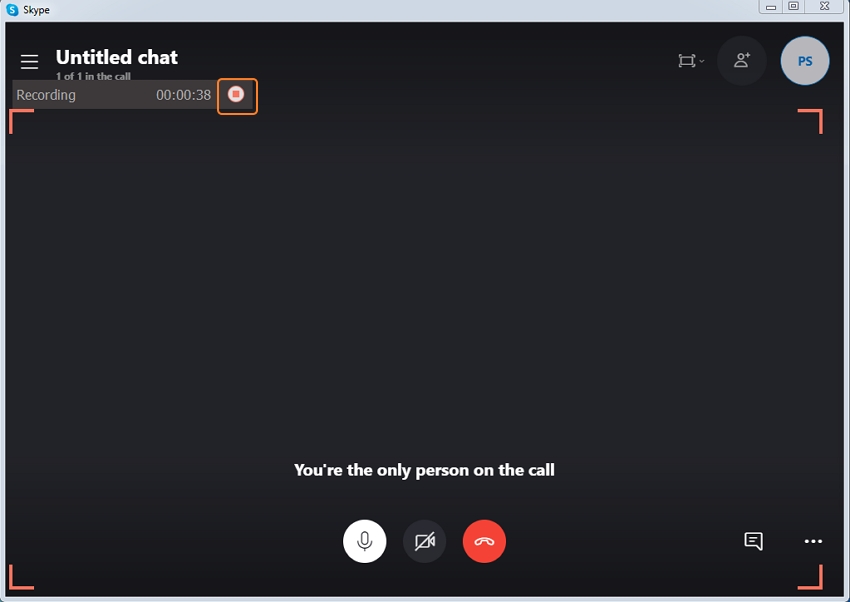 Skype
Untitled chat
1 of 1 in the call
PS
Recording 00:00:38
You're the only person on the call